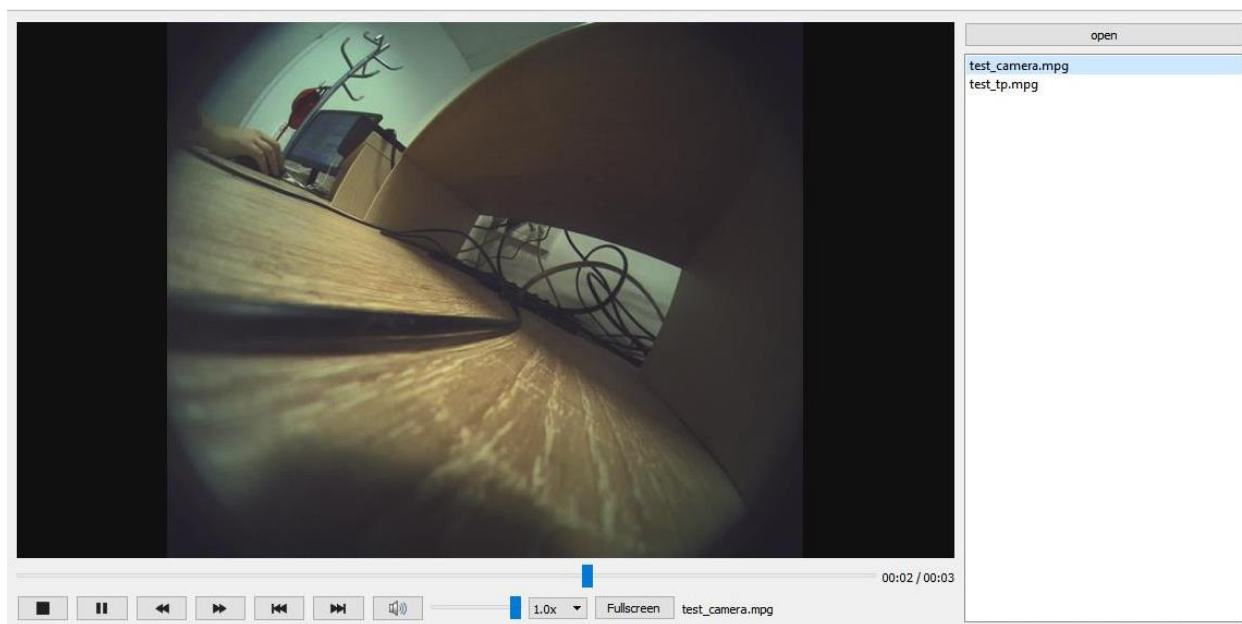 open
test_camera.mpg
test_tp.mpg
00:02 / 00:03
1.0x
Fullscreen
test_camera.mpg